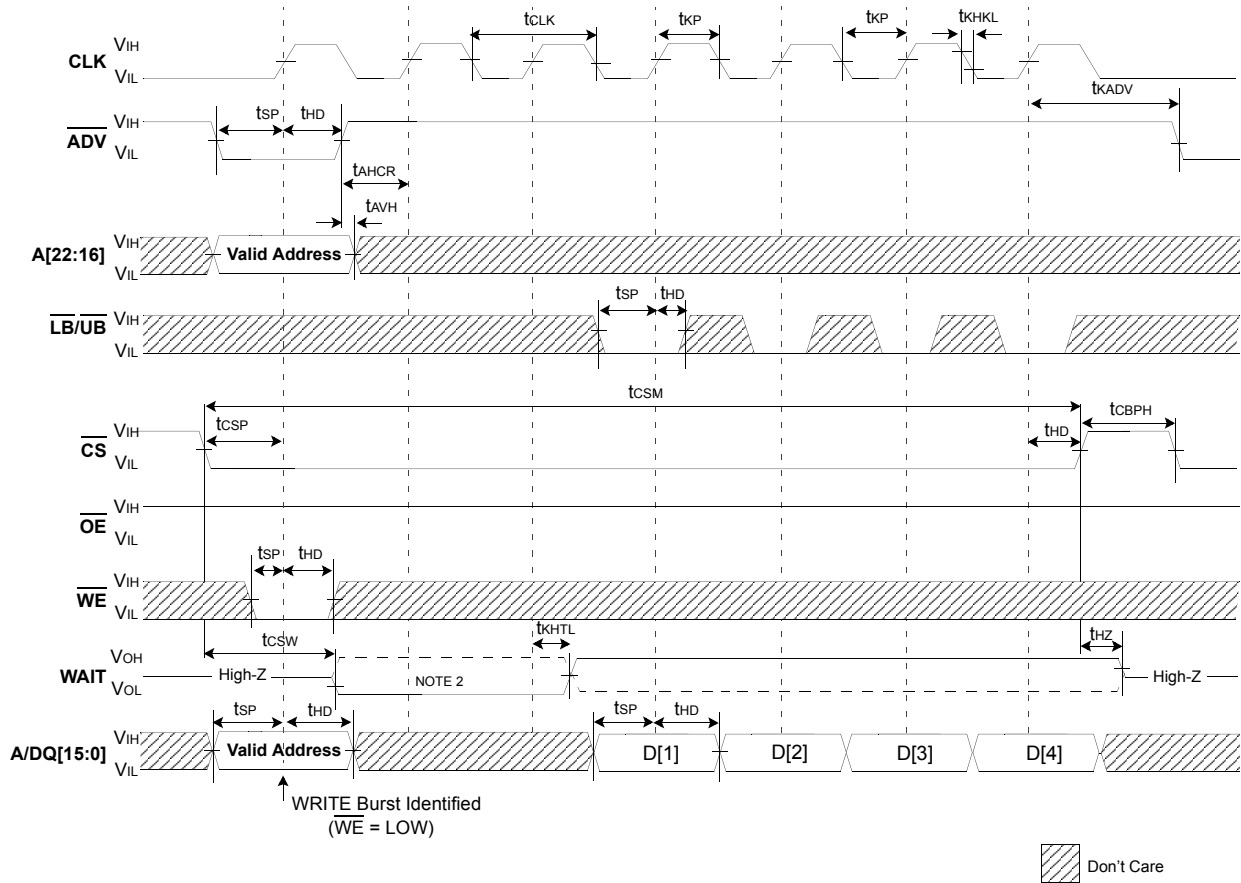 tCLK tKP tKP tKHKL
CLK VIH
VIL
tKADV
ADV VIH tSP tHD
VIL
tAHCR
tAVH
A[22:16] VIH Valid Address
VIL
LB/UB VIH tSP tHD
VIL
tCSM
tCBPH
CS VIH tCSP tHD
VIL
OE VIH
VIL
tSP tHD
WE VIH
VIL
tCSW tKHTL tHZ
WAIT VOH High-Z NOTE 2 High-Z
VOL
tSP tHD tSP tHD
A/DQ[15:0] VIH Valid Address D[1] D[2] D[3] D[4]
VIL
WRITE Burst Identified
(WE = LOW)
Don't Care